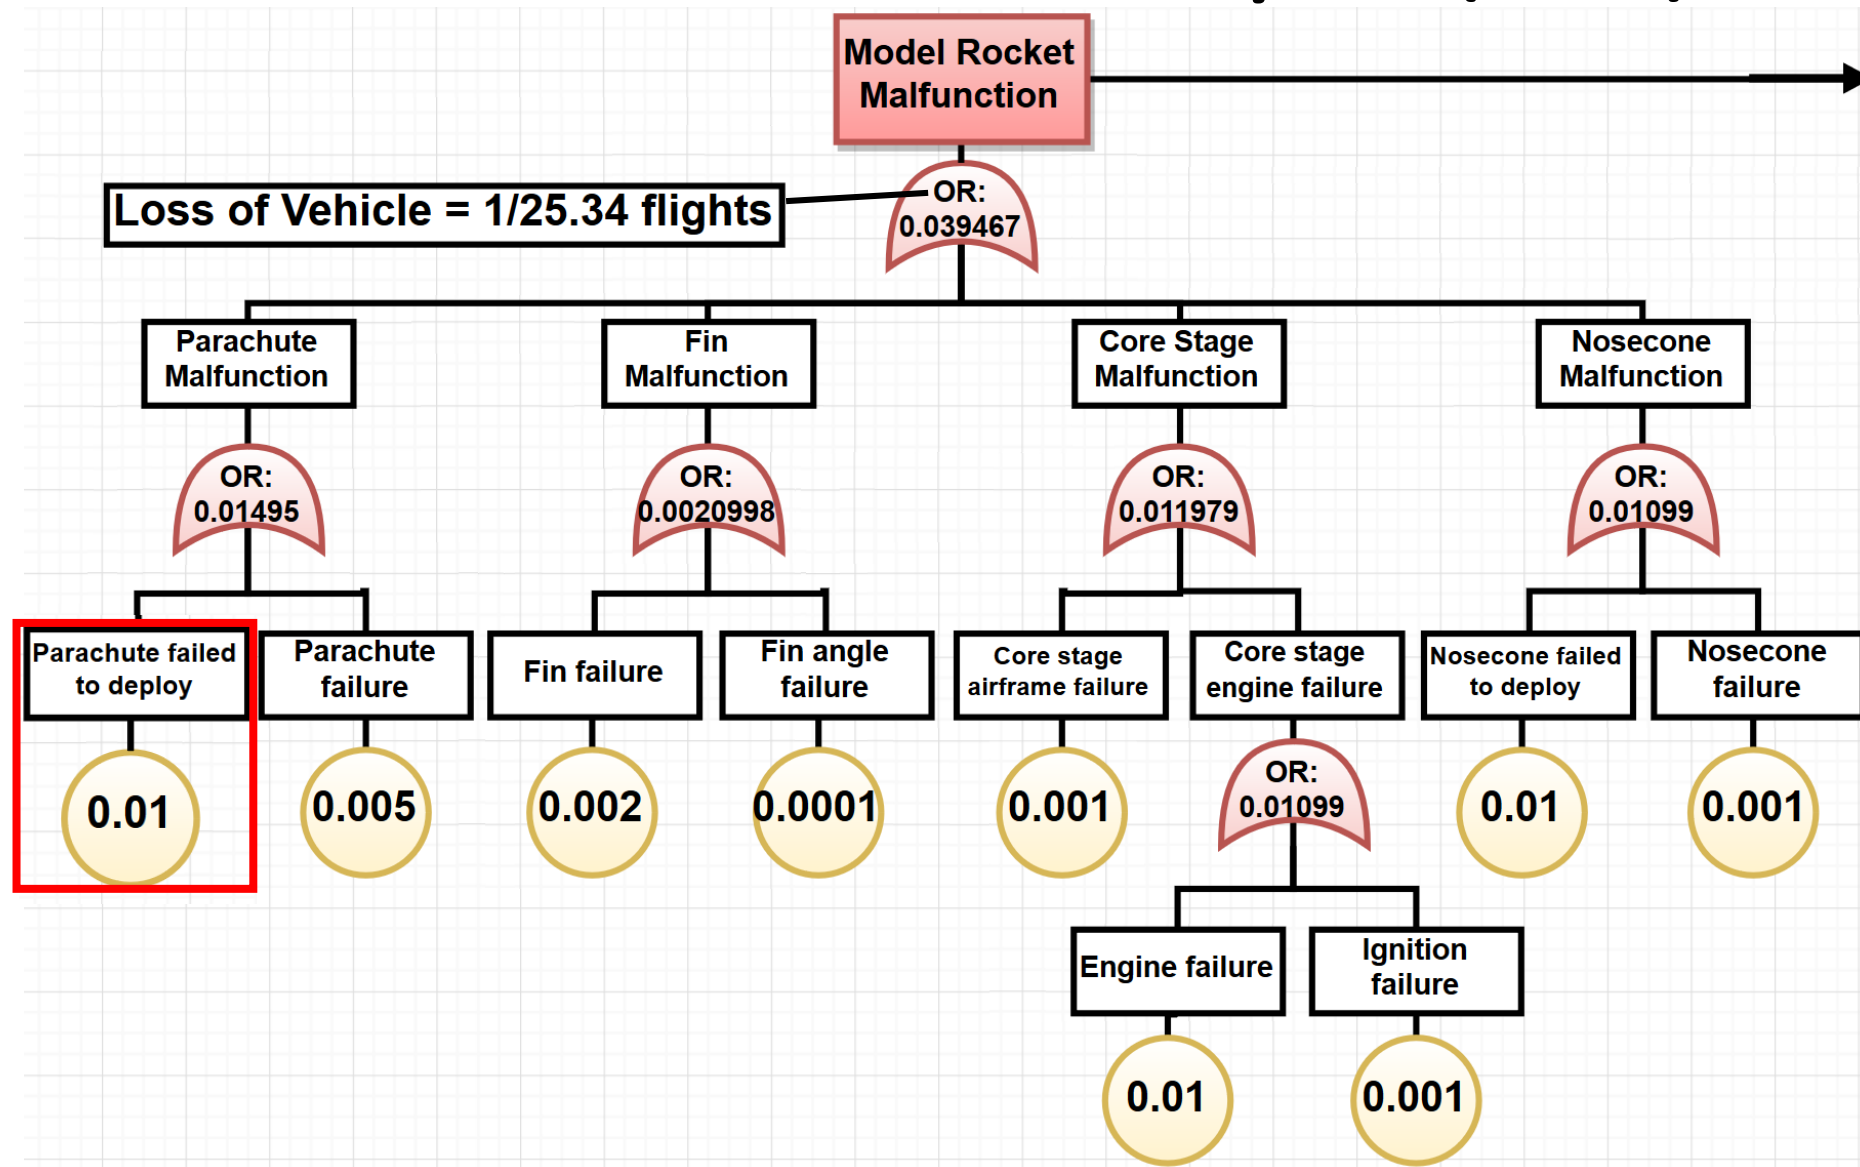 Model Rocket
Malfunction
Loss of Vehicle = 1/25.34 flights
OR:
0.039467
Parachute
Malfunction
Fin
Malfunction
Core Stage
Malfunction
Nosecone
Malfunction
OR:
0.01495
OR:
0.0020998
OR:
0.011979
OR:
0.01099
Parachute failed
to deploy
Parachute
failure
Fin failure
Fin angle
failure
Core stage
airframe failure
Core stage
engine failure
Nosecone failed
to deploy
Nosecone
failure
0.01
0.005
0.002
0.0001
0.001
OR:
0.01099
0.01
0.001
Engine failure
Ignition
failure
0.01
0.001